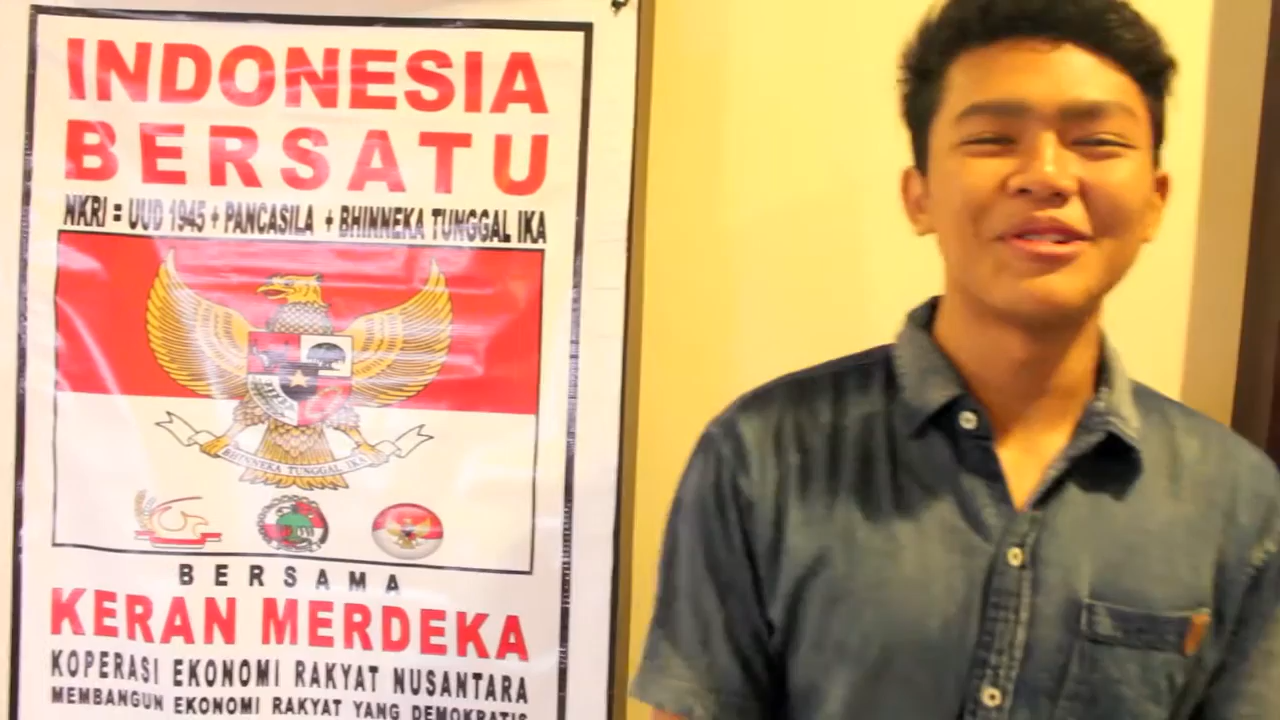 INDONESIA
BERSATU
NKRI = UUD 1945 + PANCASILA + BHINNEKA TUNGGAL IKA
BHINNEKA TUNGGAL IKA
BERSAMA
KERAN MERDEKA
KOPERASI EKONOMI RAKYAT NUSANTARA
MEMBANGUN EKONOMI RAKYAT YANG DEMOKRATIS